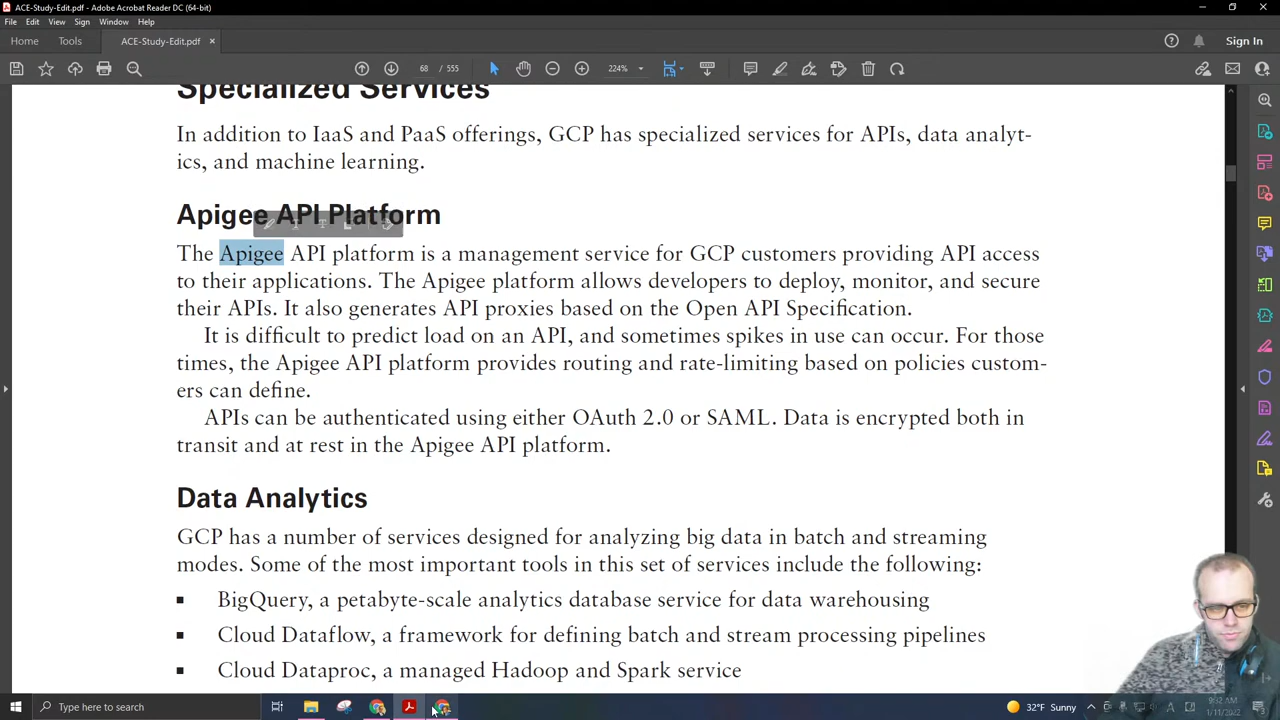 ACE-Study-Edit.pdf - Adobe Acrobat Reader DC (64-bit)
File Edit View Sign Window Help
Home Tools ACE-Study-Edit.pdf × Sign In
68 / 555 224%
Specialized Services
In addition to IaaS and PaaS offerings, GCP has specialized services for APIs, data analyt-
ics, and machine learning.
Apigee API Platform
The Apigee API platform is a management service for GCP customers providing API access
to their applications. The Apigee platform allows developers to deploy, monitor, and secure
their APIs. It also generates API proxies based on the Open API Specification.
It is difficult to predict load on an API, and sometimes spikes in use can occur. For those
times, the Apigee API platform provides routing and rate-limiting based on policies custom-
ers can define.
APIs can be authenticated using either OAuth 2.0 or SAML. Data is encrypted both in
transit and at rest in the Apigee API platform.
Data Analytics
GCP has a number of services designed for analyzing big data in batch and streaming
modes. Some of the most important tools in this set of services include the following:
▪ BigQuery, a petabyte-scale analytics database service for data warehousing
▪ Cloud Dataflow, a framework for defining batch and stream processing pipelines
▪ Cloud Dataproc, a managed Hadoop and Spark service
Type here to search
32°F Sunny
9:32 AM
1/11/2022